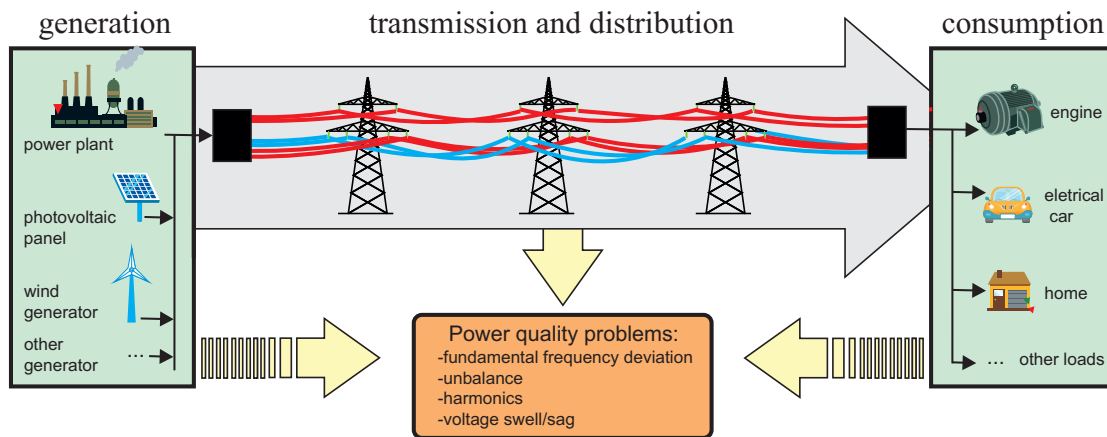 generation
transmission and distribution
consumption
power plant
photovoltaic
panel
wind
generator
other
generator
...
engine
eletrical
car
home
... other loads
Power quality problems:
-fundamental frequency deviation
-unbalance
-harmonics
-voltage swell/sag